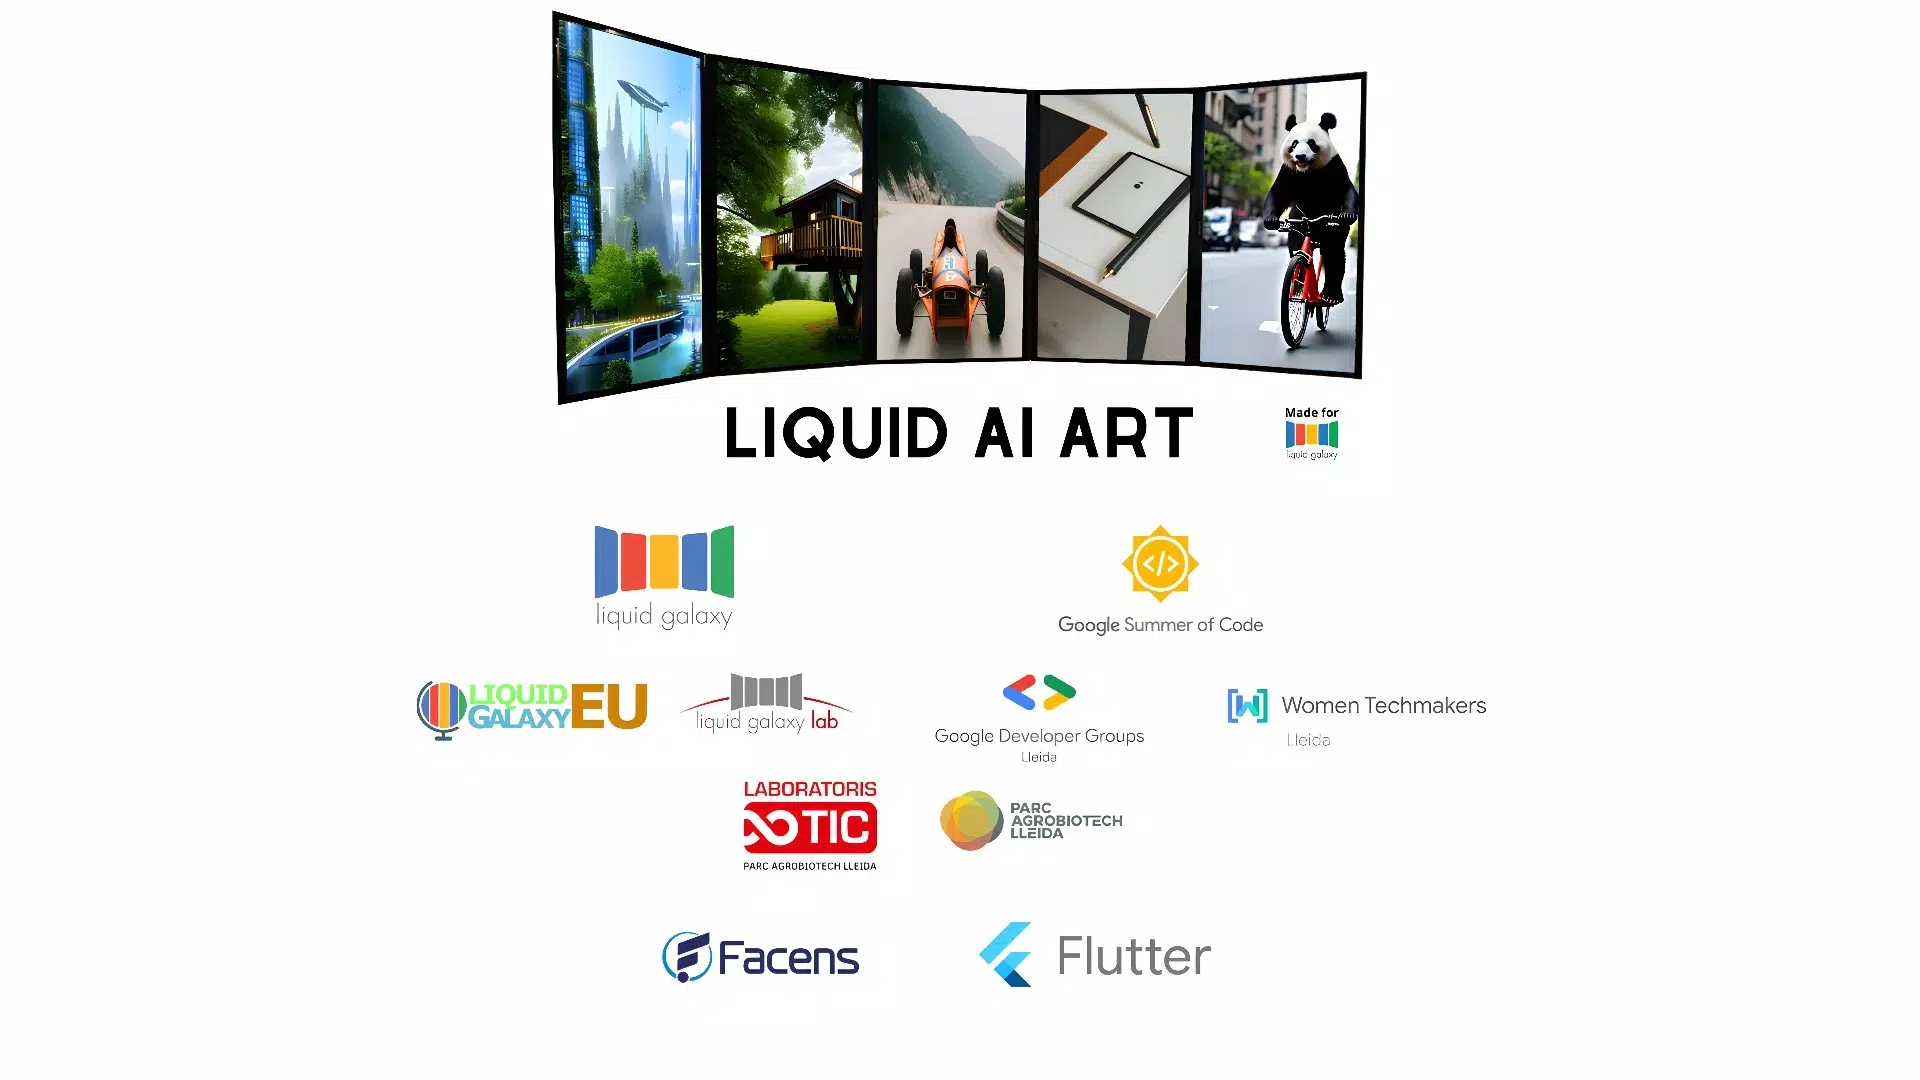 LIQUID AI ART
Made for
liquid galaxy
liquid galaxy
Google Summer of Code
LIQUID
GALAXY
EU
liquid galaxy lab
Google Developer Groups
Lleida
Women Techmakers
Lleida
LABORATORIS
TIC
PARC AGROBIOTECH LLEIDA
PARC
AGROBIOTECH
LLEIDA
Facens
Flutter